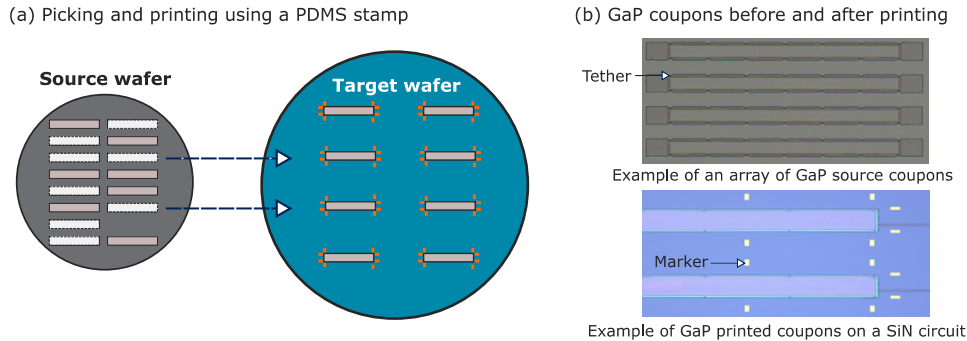 (a) Picking and printing using a PDMS stamp
Source wafer
Target wafer
(b) GaP coupons before and after printing
Tether
Example of an array of GaP source coupons
Marker
Example of GaP printed coupons on a SiN circuit